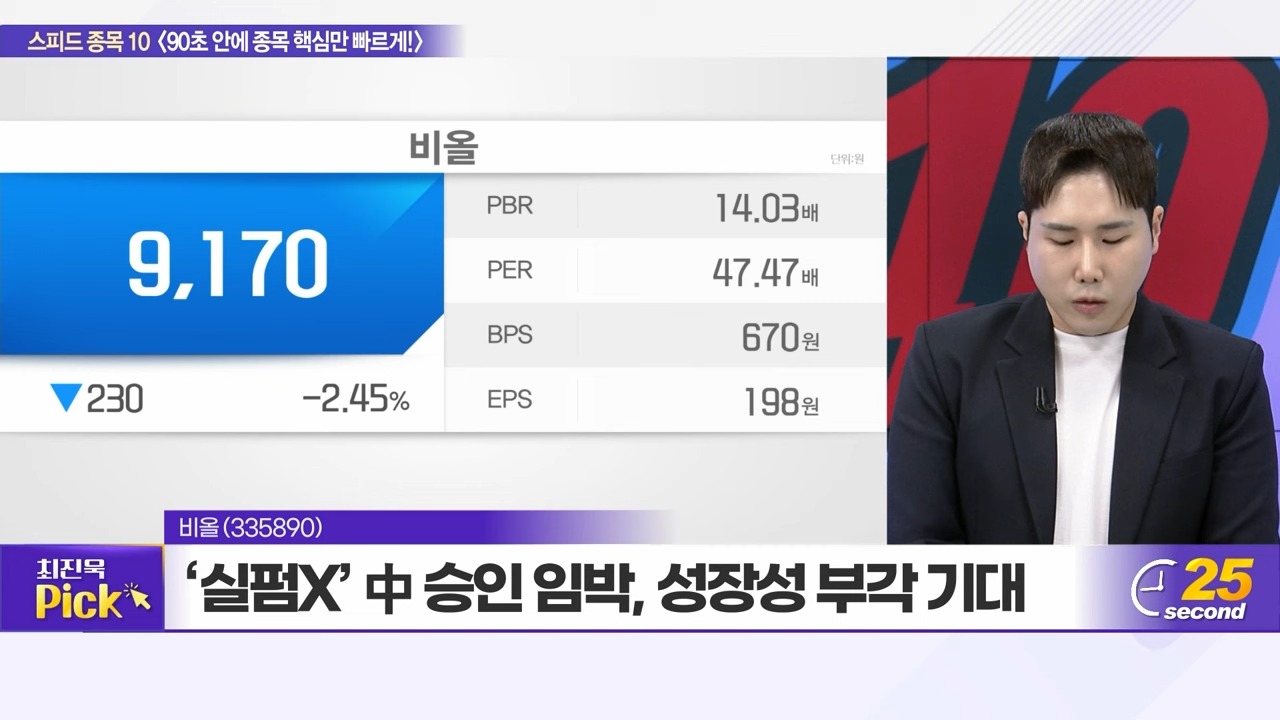 스피드 종목 10 〈90초 안에 종목 핵심만 빠르게!〉
비올
단위:원
9,170
▼230 -2.45%
PBR 14.03배
PER 47.47배
BPS 670원
EPS 198원
10
비올(335890)
최진욱
Pick
‘실펌X’ 中 승인 임박, 성장성 부각 기대
25
second